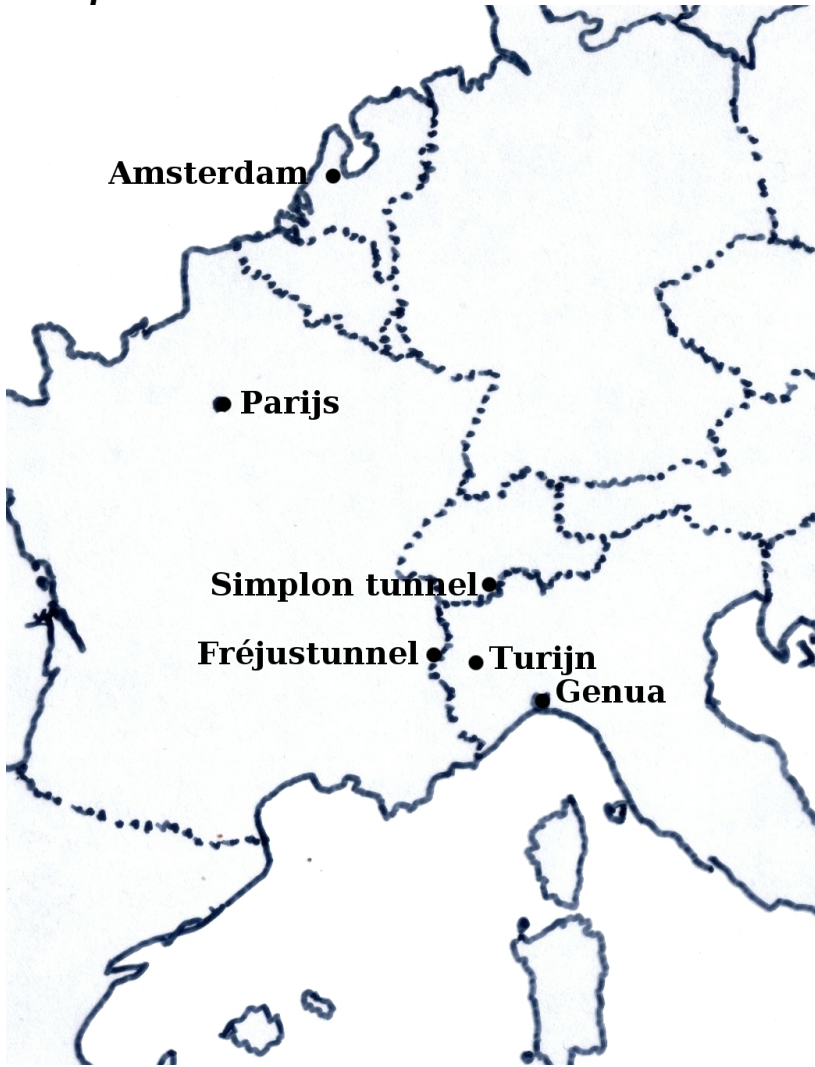 Amsterdam
Parijs
Simplon tunnel
Fréjustunnel
Turijn
Genua